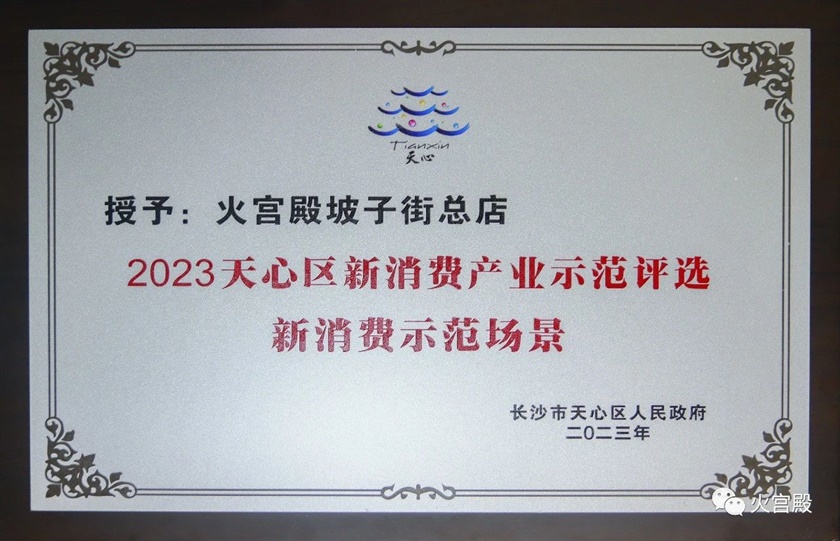 Tianxin
天心
授予：火宫殿坡子街总店
2023天心区新消费产业示范评选
新消费示范场景
长沙市天心区人民政府
二〇二三年
火宫殿